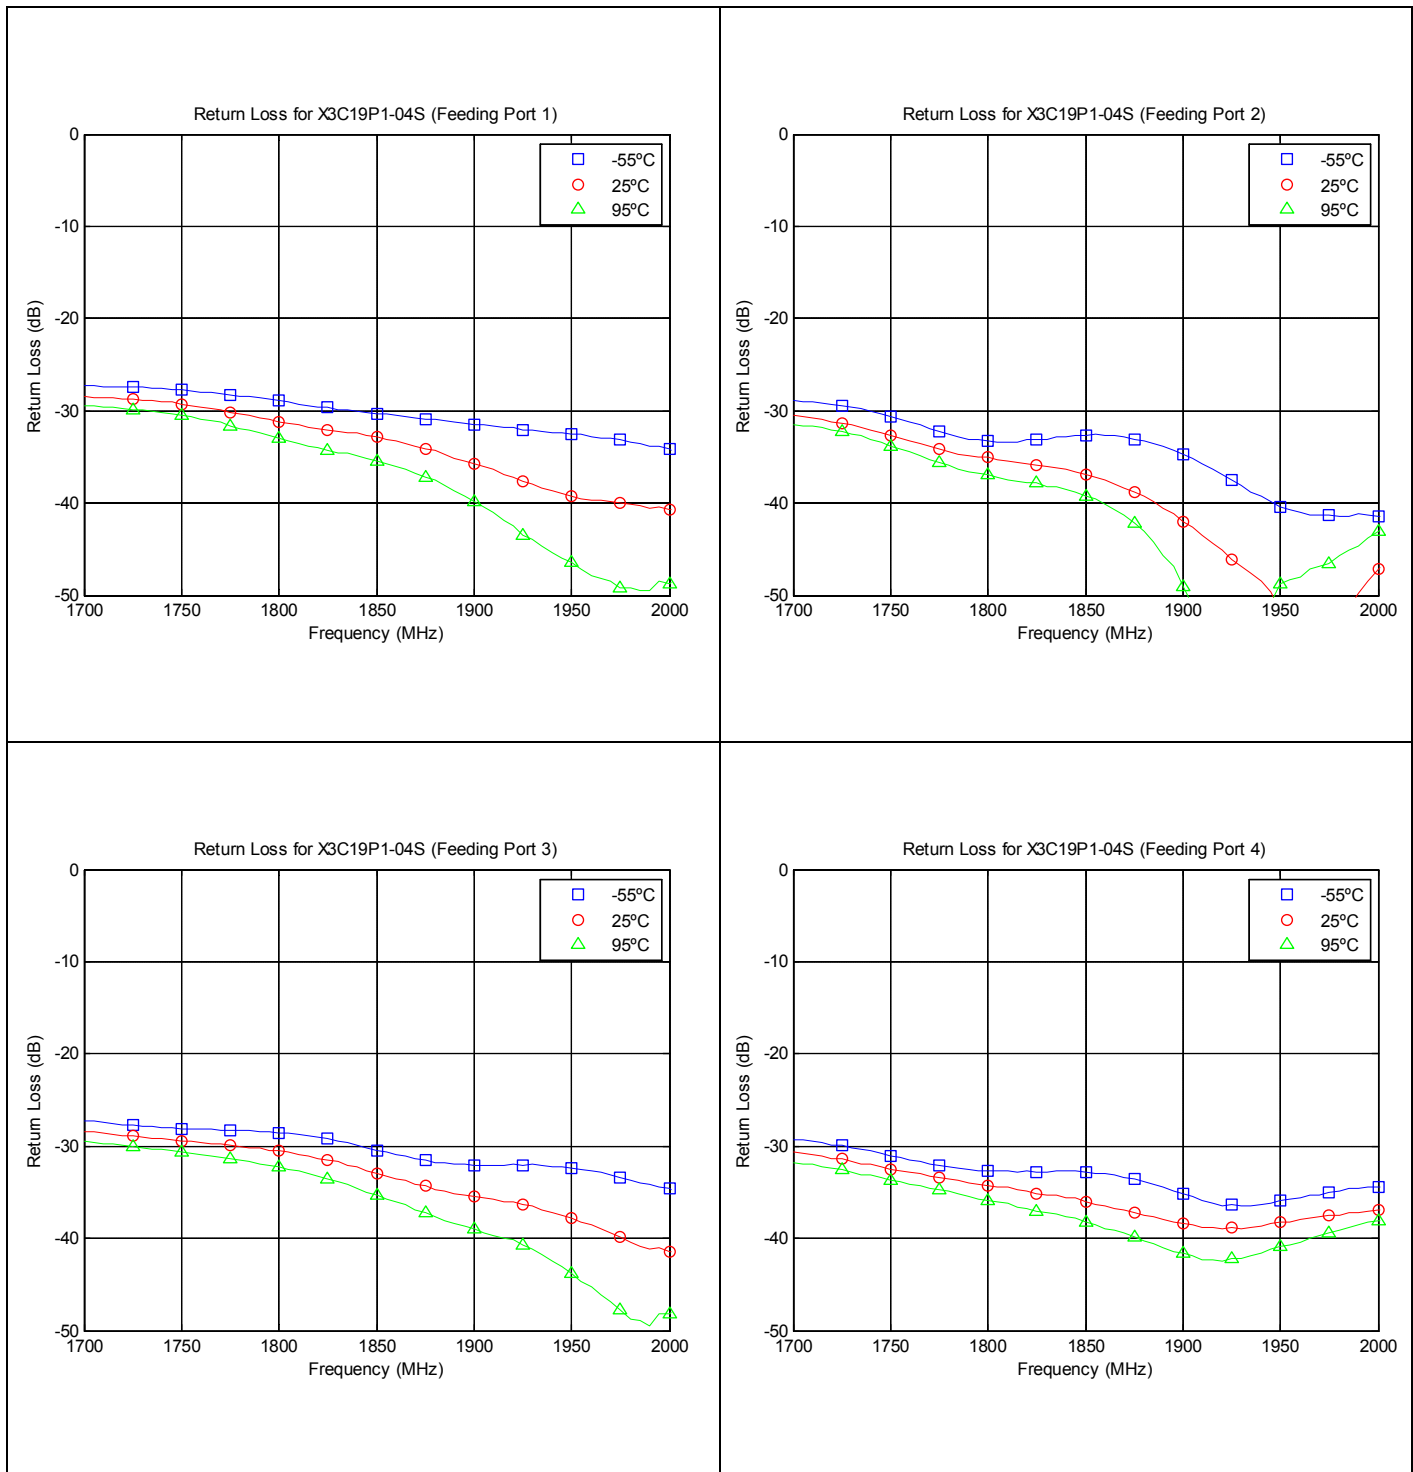 Return Loss for X3C19P1-04S (Feeding Port 1)
0
-10
-20
-30
-40
-50
Return Loss (dB)
-55ºC
25ºC
95ºC
1700 1750 1800 1850 1900 1950 2000
Frequency (MHz)
Return Loss for X3C19P1-04S (Feeding Port 2)
0
-10
-20
-30
-40
-50
Return Loss (dB)
-55ºC
25ºC
95ºC
1700 1750 1800 1850 1900 1950 2000
Frequency (MHz)
Return Loss for X3C19P1-04S (Feeding Port 3)
0
-10
-20
-30
-40
-50
Return Loss (dB)
-55ºC
25ºC
95ºC
1700 1750 1800 1850 1900 1950 2000
Frequency (MHz)
Return Loss for X3C19P1-04S (Feeding Port 4)
0
-10
-20
-30
-40
-50
Return Loss (dB)
-55ºC
25ºC
95ºC
1700 1750 1800 1850 1900 1950 2000
Frequency (MHz)